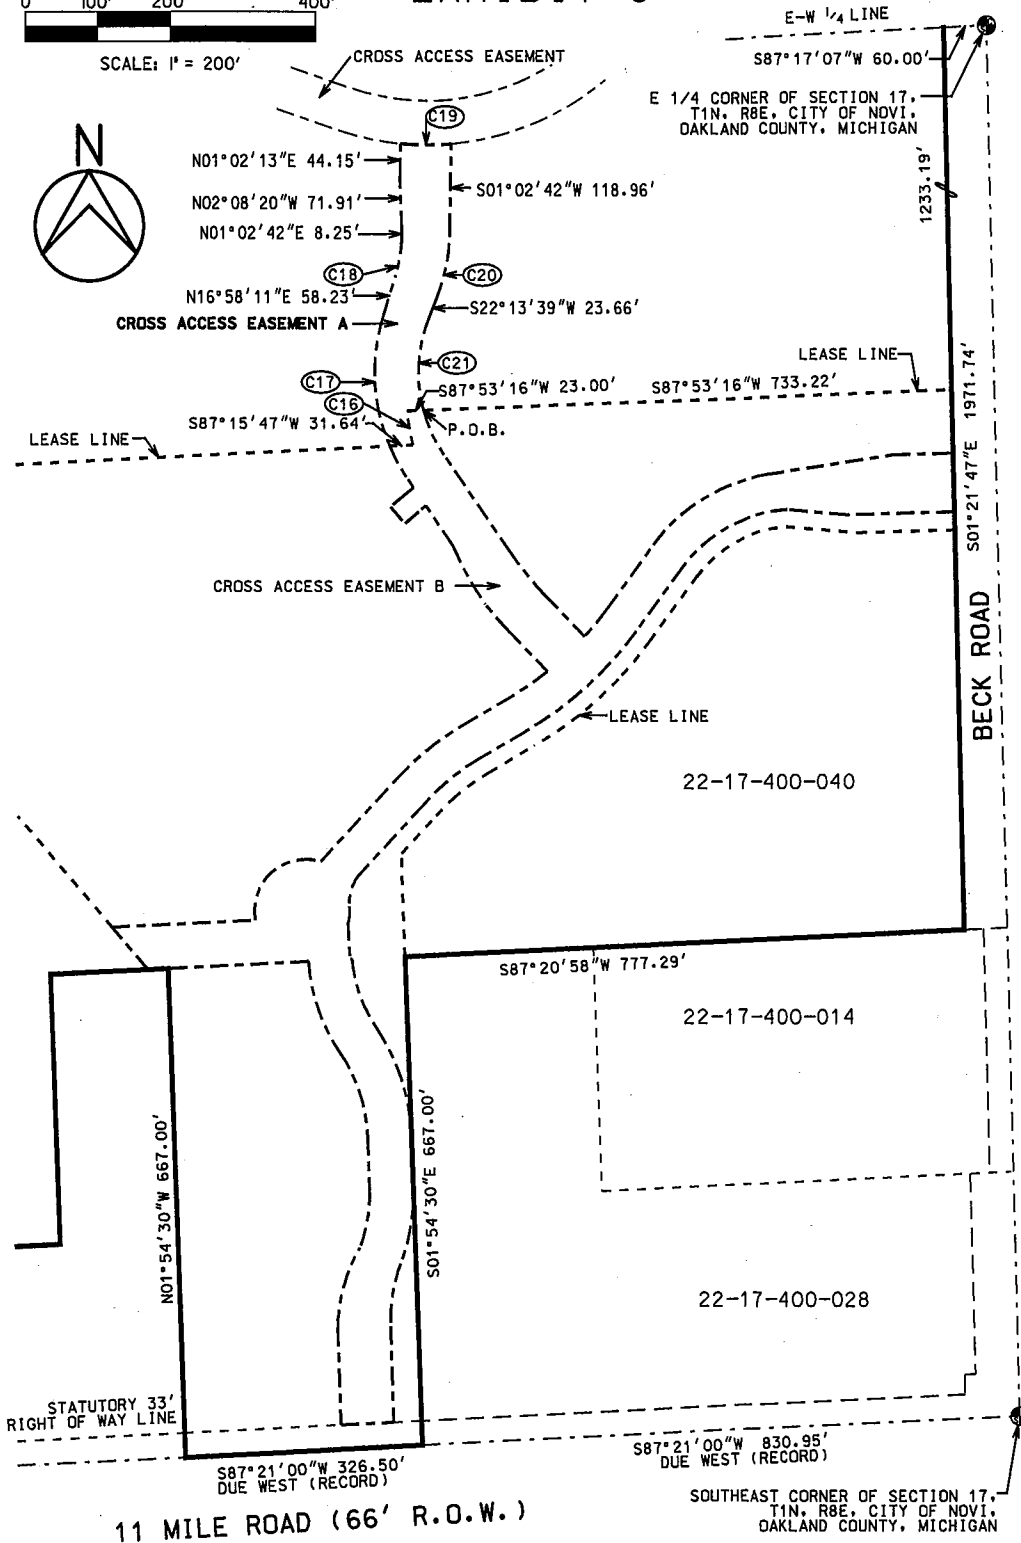 0 100' 200' 400'
SCALE: 1" = 200'
E-W 1/4 LINE
S87°17'07"W 60.00'
E 1/4 CORNER OF SECTION 17,
T1N, R8E, CITY OF NOVI,
OAKLAND COUNTY, MICHIGAN
CROSS ACCESS EASEMENT
C19
N
N01°02'13"E 44.15'
N02°08'20"W 71.91'
N01°02'42"E 8.25'
S01°02'42"W 118.96'
1233.19'
C18
C20
N16°58'11"E 58.23'
S22°13'39"W 23.66'
CROSS ACCESS EASEMENT A
C21
LEASE LINE
C17
S87°53'16"W 23.00'
S87°53'16"W 733.22'
C16
S87°15'47"W 31.64'
P.O.B.
LEASE LINE
S01°21'47"E 1971.74'
CROSS ACCESS EASEMENT B
BECK ROAD
LEASE LINE
22-17-400-040
S87°20'58"W 777.29'
22-17-400-014
N01°54'30"W 667.00'
S01°54'30"E 667.00'
22-17-400-028
STATUTORY 33'
RIGHT OF WAY LINE
S87°21'00"W 326.50'
DUE WEST (RECORD)
S87°21'00"W 830.95'
DUE WEST (RECORD)
SOUTHEAST CORNER OF SECTION 17,
T1N, R8E, CITY OF NOVI,
OAKLAND COUNTY, MICHIGAN
11 MILE ROAD (66' R.O.W.)